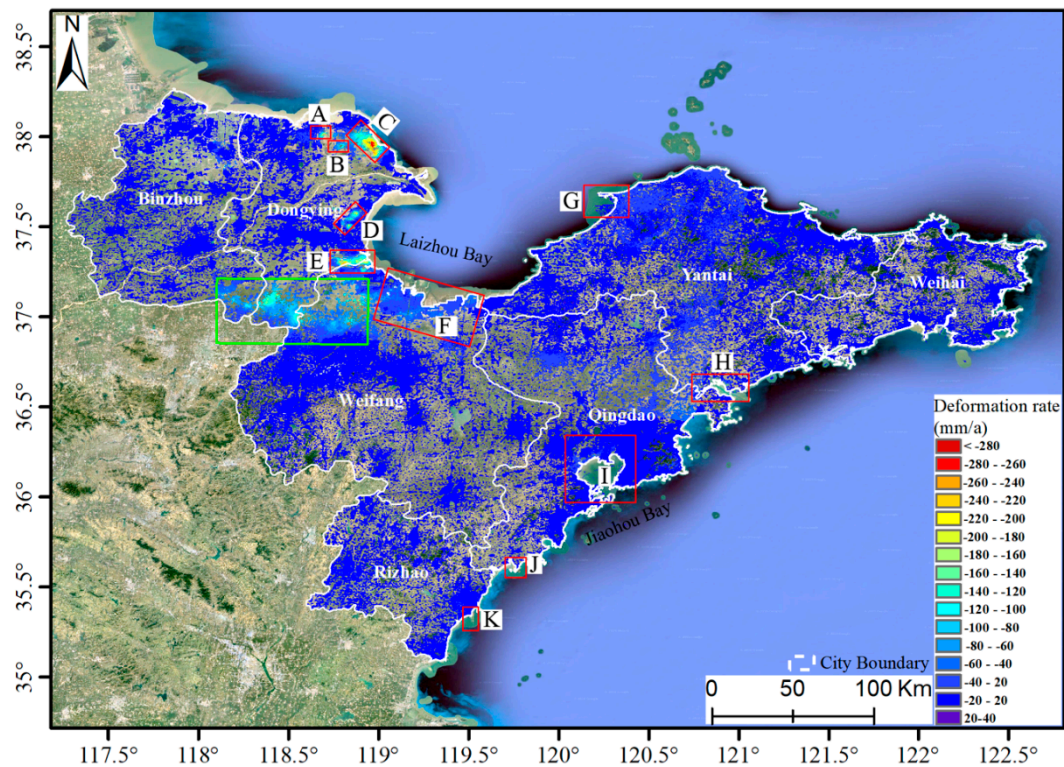 N
38.5°
38°
37.5°
37°
36.5°
36°
35.5°
35°
A
B
C
Binzhou
Dongying
D
E
Laizhou Bay
G
Yantai
Weihai
F
H
Weifang
Qingdao
I
Jiaohou Bay
J
Rizhao
K
City Boundary
0 50 100 Km
Deformation rate
(mm/a)
< -280
-280 - -260
-260 - -240
-240 - -220
-220 - -200
-200 - -180
-180 - -160
-160 - -140
-140 - -120
-120 - -100
-100 - -80
-80 - -60
-60 - -40
-40 - 20
-20 - 20
20-40
117.5° 118° 118.5° 119° 119.5° 120° 120.5° 121° 121.5° 122° 122.5°